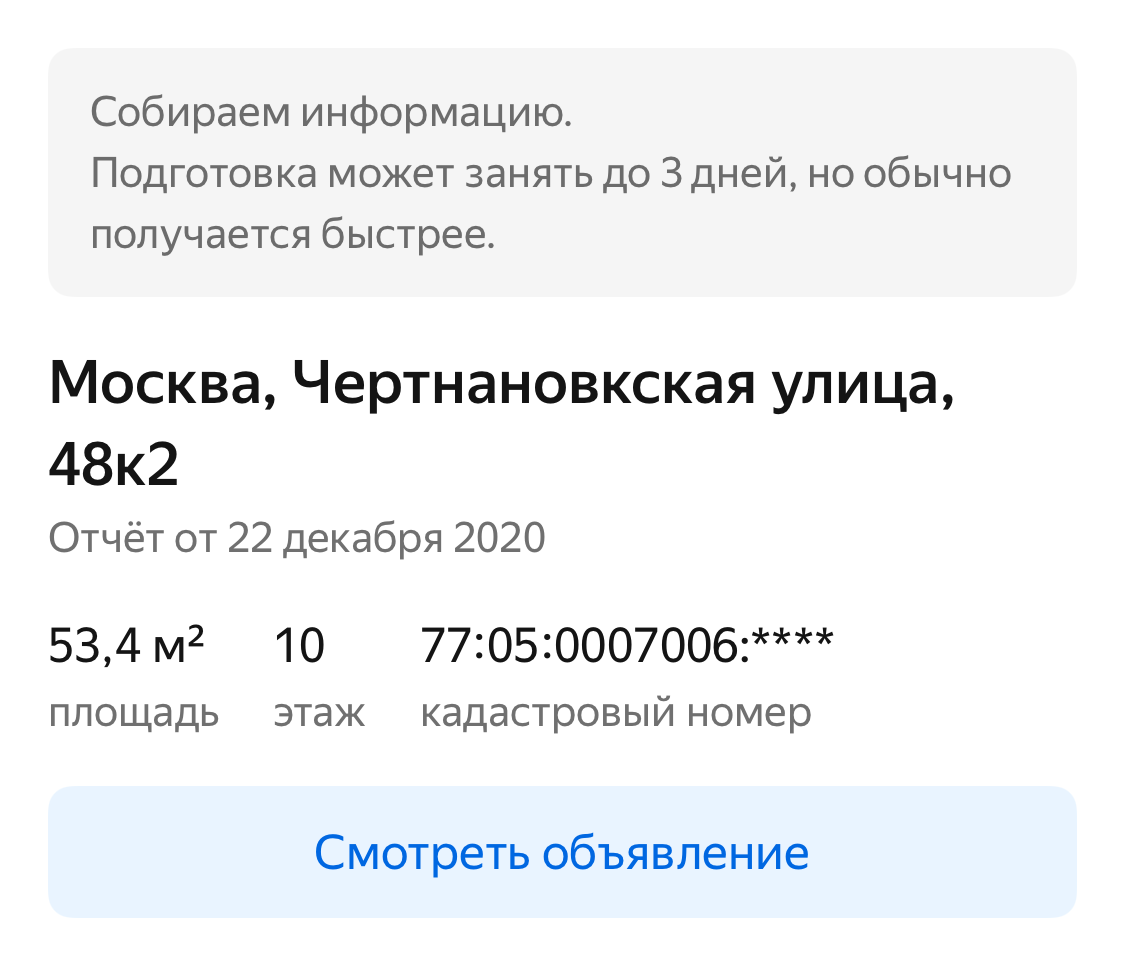 Собираем информацию.
Подготовка может занять до 3 дней, но обычно
получается быстрее.
Москва, Чертнановкская улица,
48к2
Отчёт от 22 декабря 2020
53,4 м² 10 77:05:0007006:****
площадь этаж кадастровый номер
Смотреть объявление